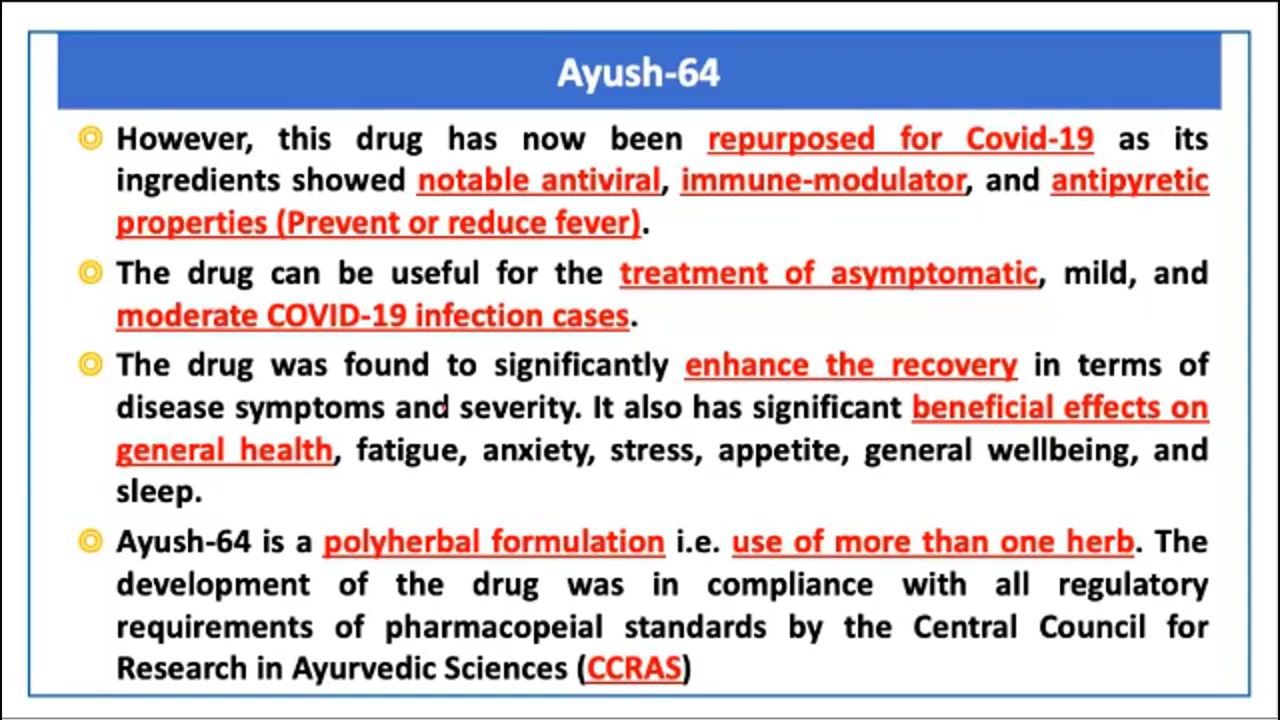 Ayush-64
However, this drug has now been repurposed for Covid-19 as its
ingredients showed notable antiviral, immune-modulator, and antipyretic
properties (Prevent or reduce fever).
The drug can be useful for the treatment of asymptomatic, mild, and
moderate COVID-19 infection cases.
The drug was found to significantly enhance the recovery in terms of
disease symptoms and severity. It also has significant beneficial effects on
general health, fatigue, anxiety, stress, appetite, general wellbeing, and
sleep.
Ayush-64 is a polyherbal formulation i.e. use of more than one herb. The
development of the drug was in compliance with all regulatory
requirements of pharmacopeial standards by the Central Council for
Research in Ayurvedic Sciences (CCRAS)